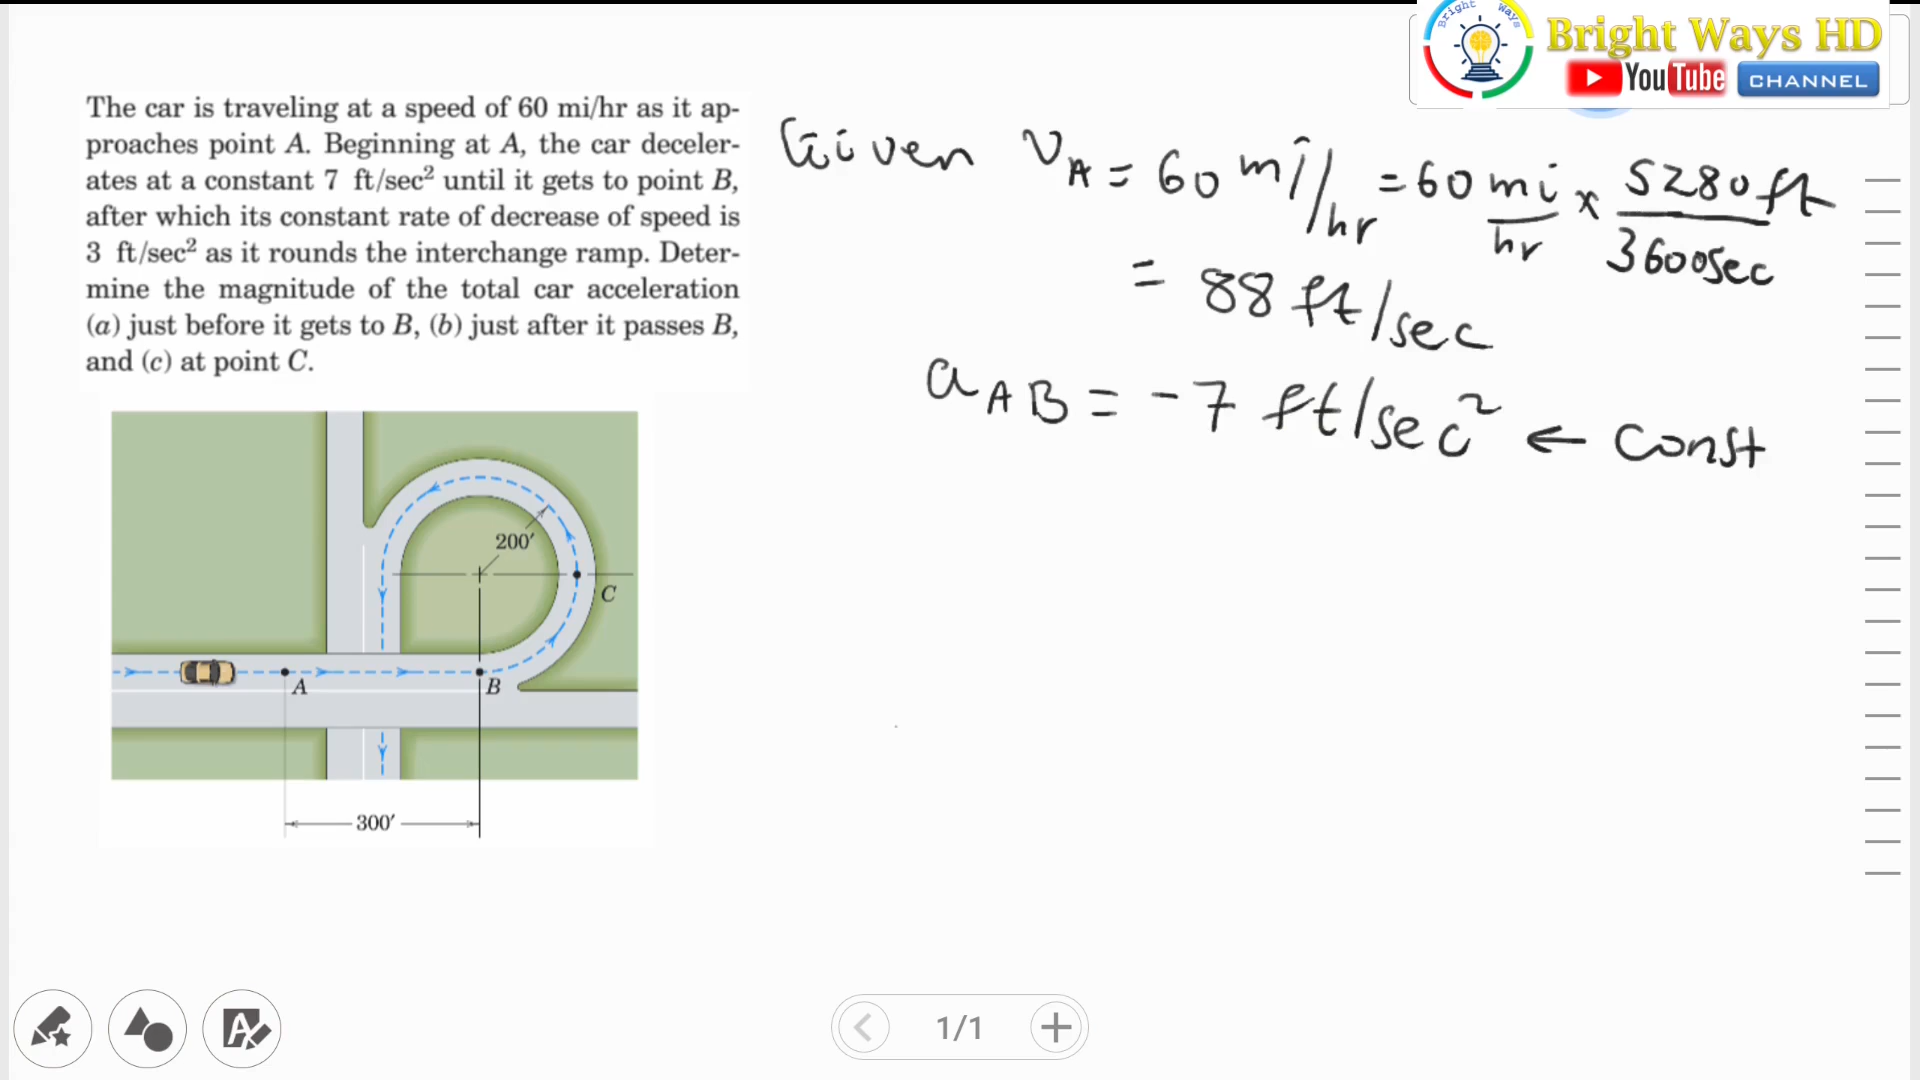 Bright Ways
Bright Ways HD
YouTube CHANNEL
The car is traveling at a speed of 60 mi/hr as it ap-
proaches point A. Beginning at A, the car deceler-
ates at a constant 7 ft/sec² until it gets to point B,
after which its constant rate of decrease of speed is
3 ft/sec² as it rounds the interchange ramp. Deter-
mine the magnitude of the total car acceleration
(a) just before it gets to B, (b) just after it passes B,
and (c) at point C.
Given V_A = 60 mi/hr = 60 mi/hr × 5280ft/3600sec
= 88 ft/sec
a_AB = -7 ft/sec² ← const
200′
C
A
B
300′
A
1/1